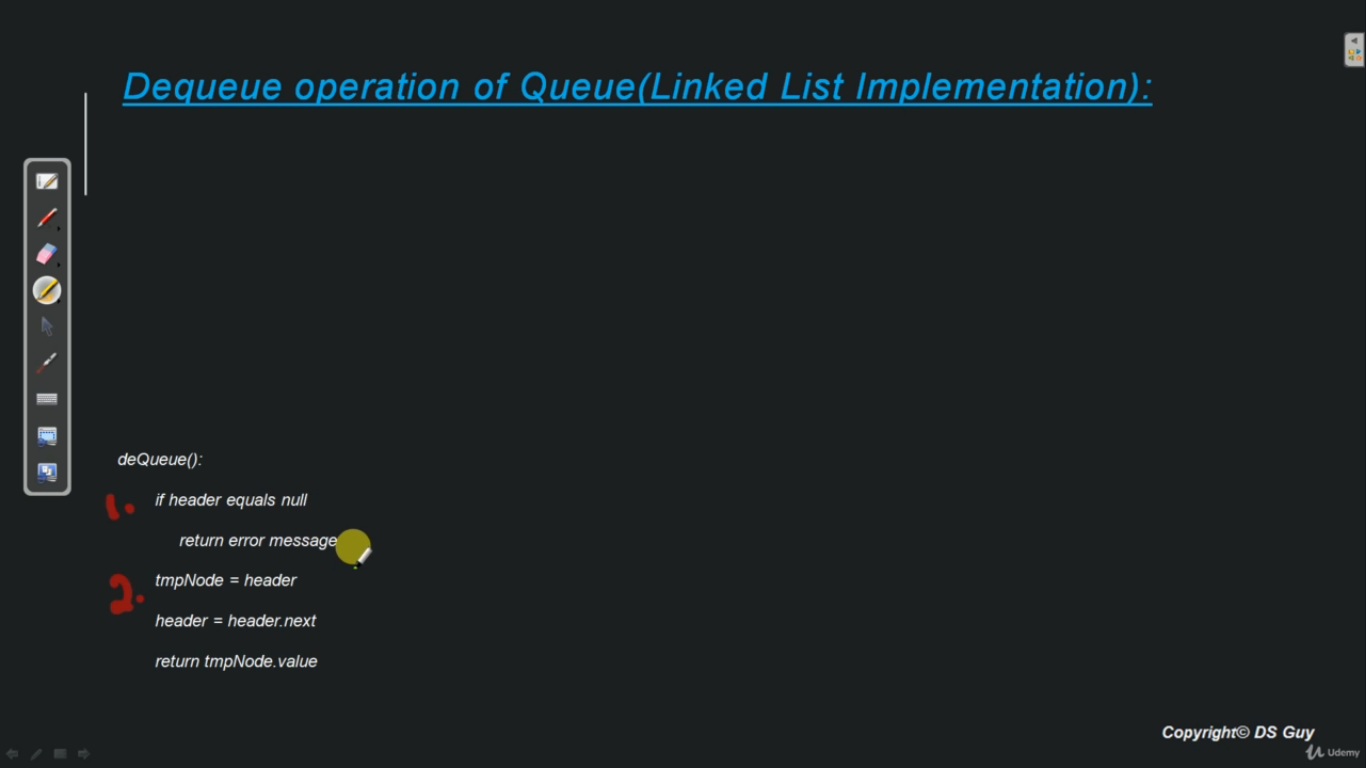 Dequeue operation of Queue(Linked List Implementation):
deQueue():
1. if header equals null
return error message
2. tmpNode = header
header = header.next
return tmpNode.value
Copyright© DS Guy
Udemy